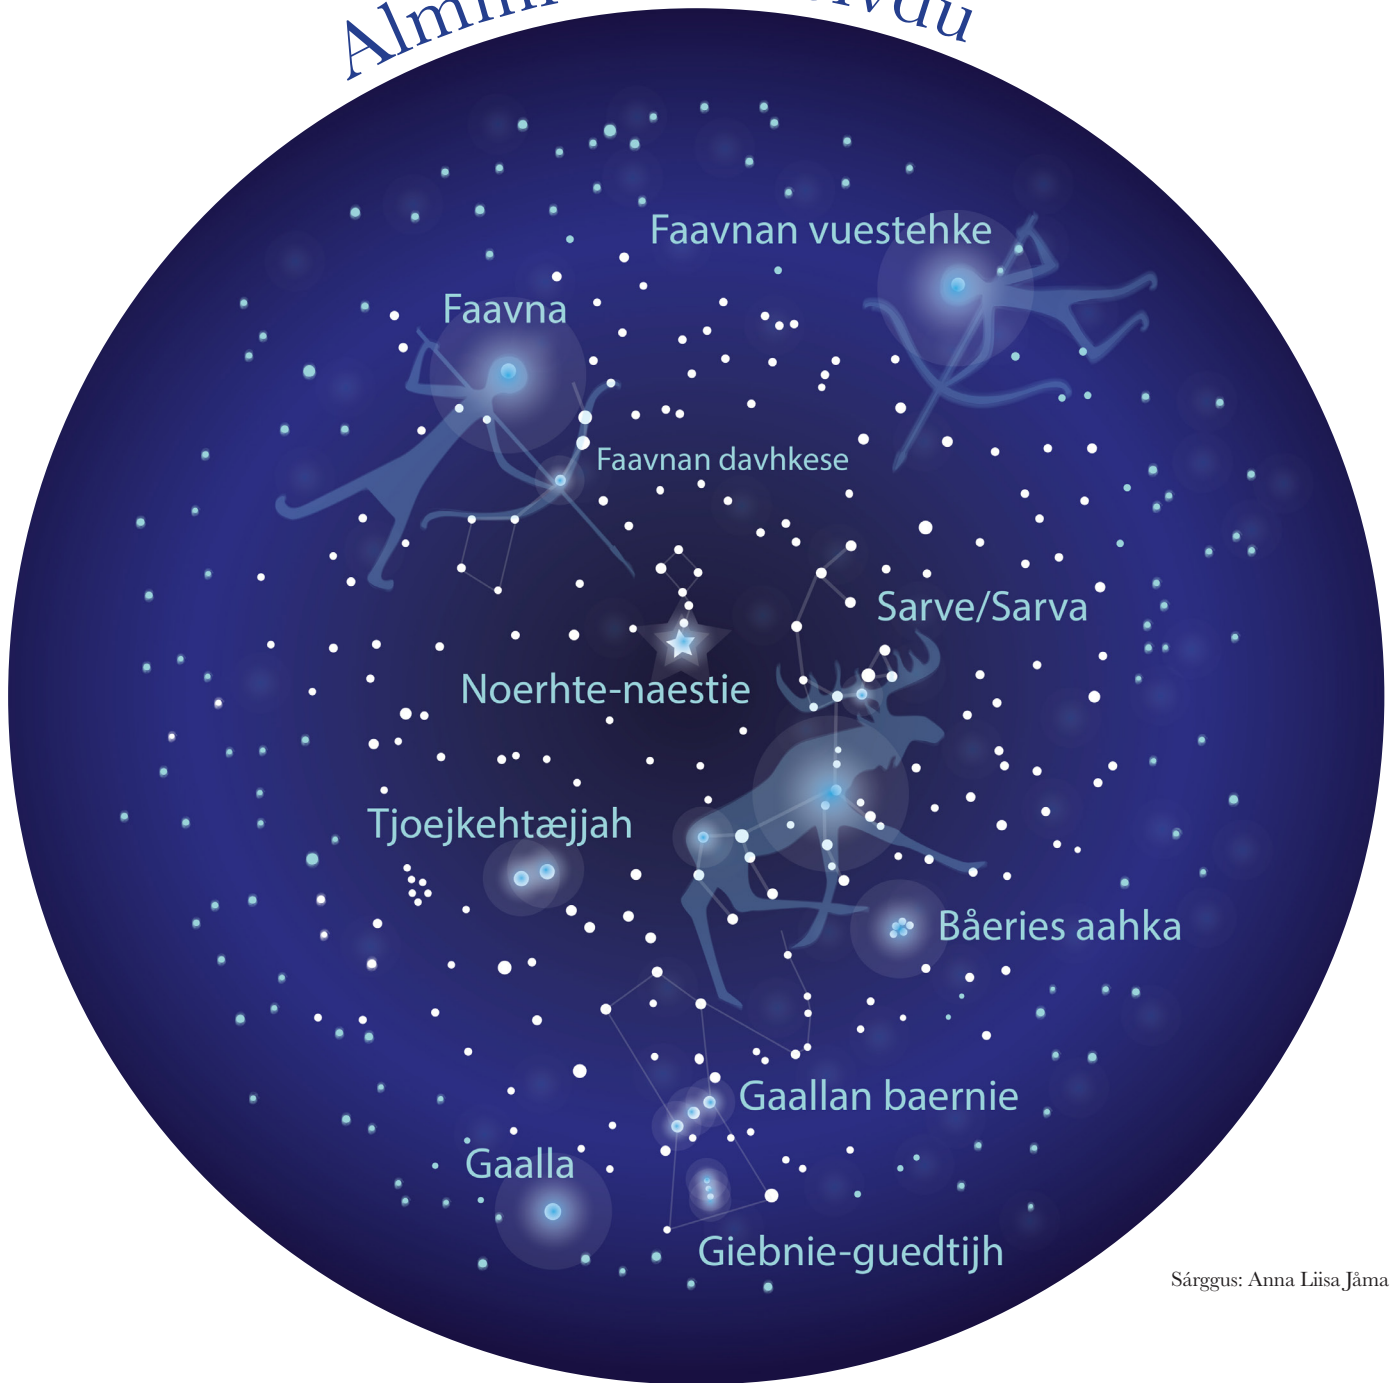 Faavnan vuestehke
Faavna
Faavnan davhkese
Sarve/Sarva
Noerhte-naestie
Tjoejkehtæjjah
Båeries aahka
Gaallan baernie
Gaalla
Giebnie-guedtijh
Sárggus: Anna Liisa Jåma